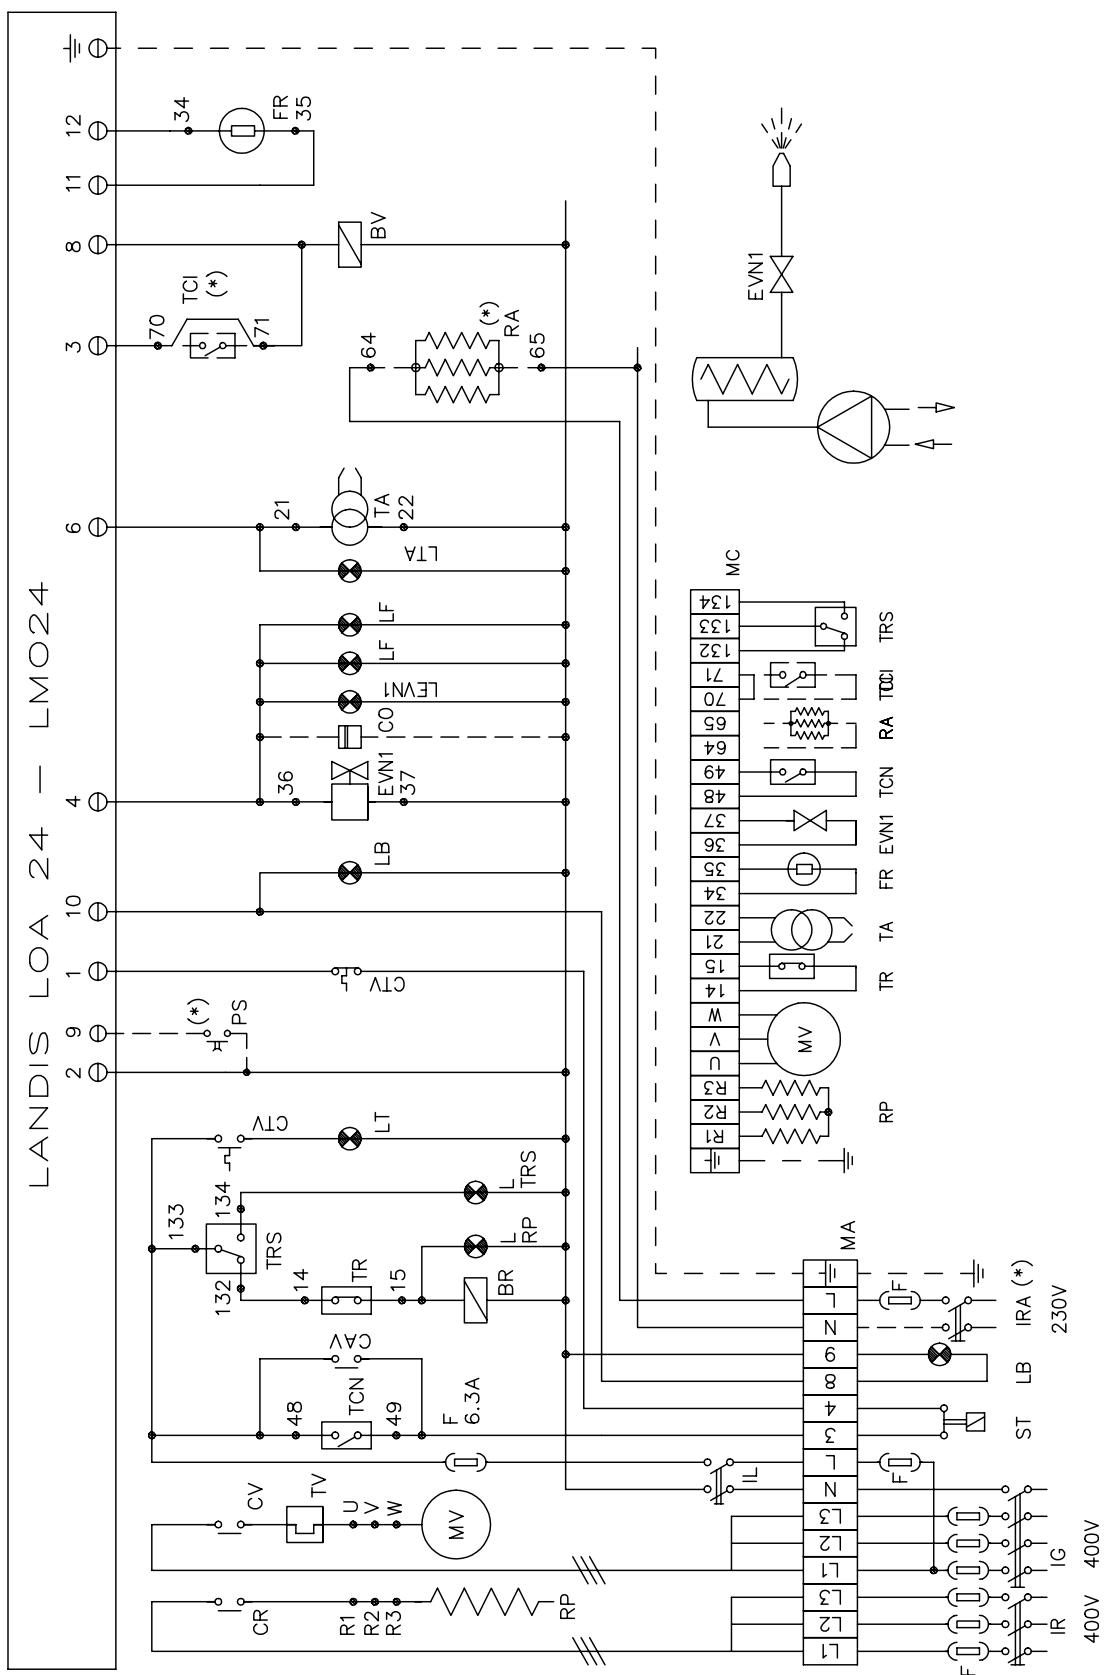 LANDIS LOA 24 — LMO24
2
9
1
10
4
6
3
8
11
12
CR
R1
R2
R3
RP
CV
TV
U
V
W
MV
F
6.3A
48
TCN
49
CAV
133
132
134
TRS
14
TR
15
BR
L
RP
L
TRS
CTV
LT
(*)
PS
CTV
LB
36
EVN1
37
CO
LEVN1
LF
LF
LTA
21
TA
22
64
(*)
RA
65
70
TCI
(*)
71
BV
34
FR
35
EVN1
IL
MA
L1
L2
L3
L1
L2
L3
N
L
3
4
8
9
N
L
F
F
F
IR
400V
IG
400V
ST
LB
IRA (*)
230V
MC
R1
R2
R3
U
V
W
14
15
21
22
34
35
36
37
48
49
64
65
70
71
132
133
134
RP
MV
TR
TA
FR
EVN1
TCN
RA
TCI
TRS